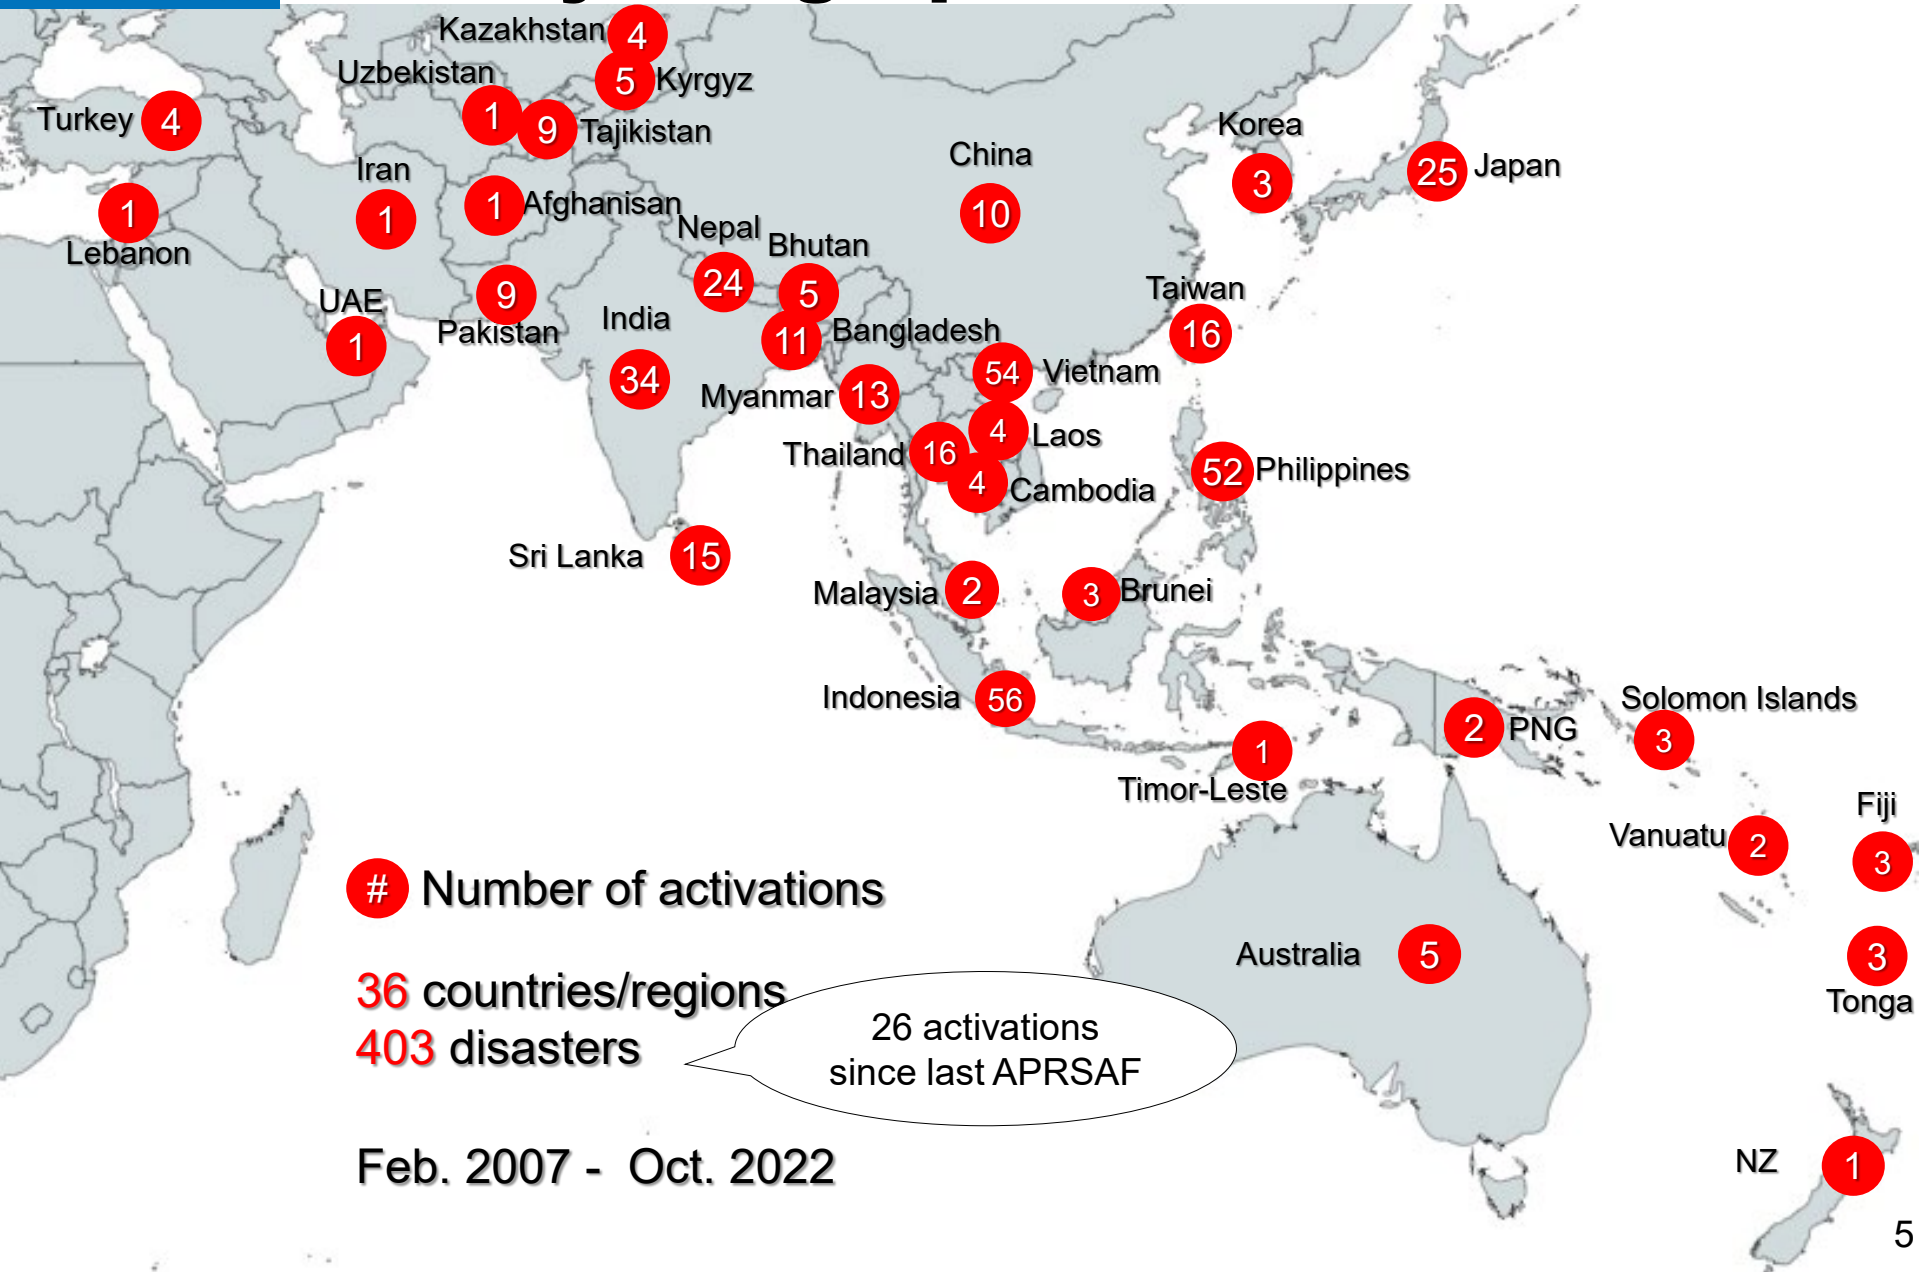 Kazakhstan 4
Uzbekistan
5 Kyrgyz
Turkey 4
1
9 Tajikistan
Korea
China
Iran
3
25 Japan
1
Lebanon
1
1 Afghanisan
10
Nepal
Bhutan
24
5
UAE
1
9
Pakistan
India
34
11 Bangladesh
Taiwan
16
54 Vietnam
Myanmar 13
4 Laos
Thailand 16
4 Cambodia
52 Philippines
Sri Lanka 15
Malaysia 2
3 Brunei
Indonesia 56
Solomon Islands
2 PNG
3
1
Timor-Leste
Fiji
Vanuatu 2
3
# Number of activations
Australia 5
3
Tonga
36 countries/regions
403 disasters
26 activations
since last APRSAF
Feb. 2007 - Oct. 2022
NZ 1
5